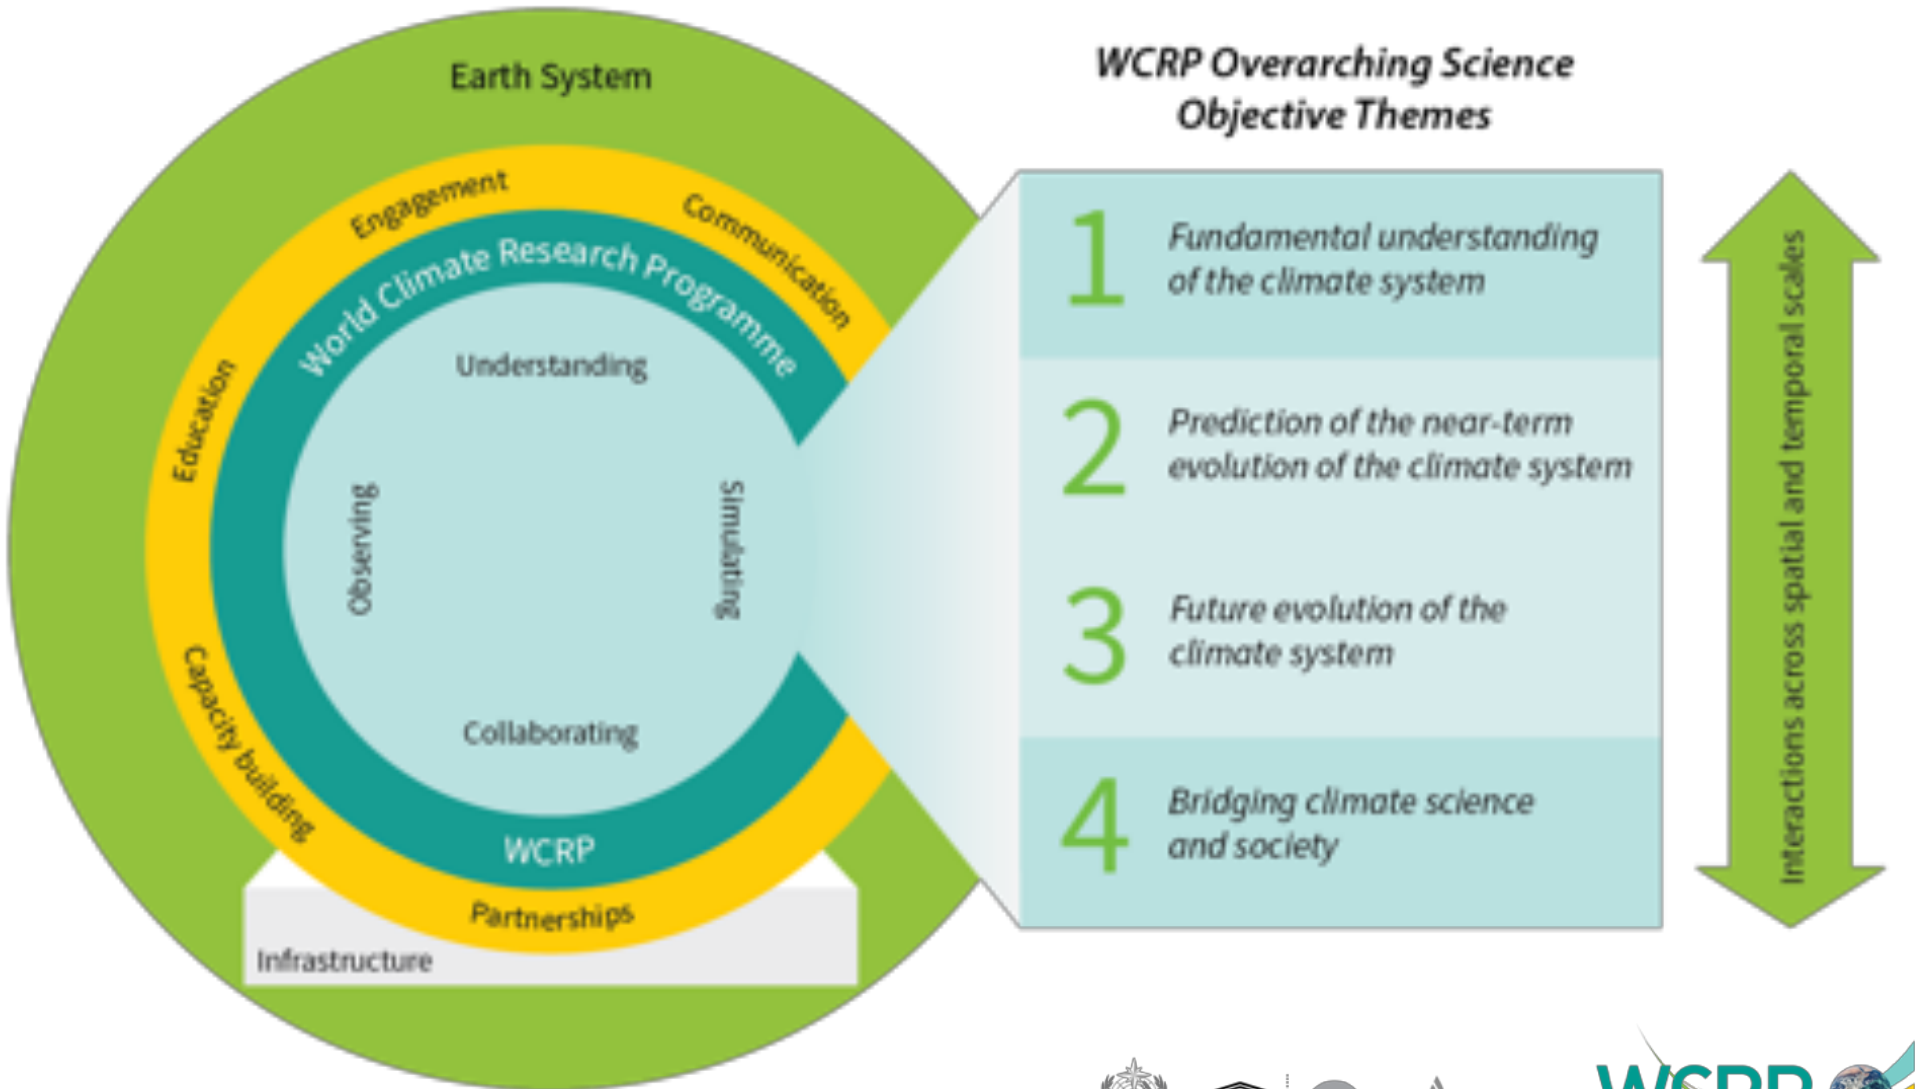 Earth System
Engagement
Communication
Education
Capacity building
Partnerships
World Climate Research Programme
WCRP
Understanding
Observing
Simulating
Collaborating
Infrastructure
WCRP Overarching Science
Objective Themes
1
Fundamental understanding
of the climate system
2
Prediction of the near-term
evolution of the climate system
3
Future evolution of the
climate system
4
Bridging climate science
and society
Interactions across spatial and temporal scales
WCRP